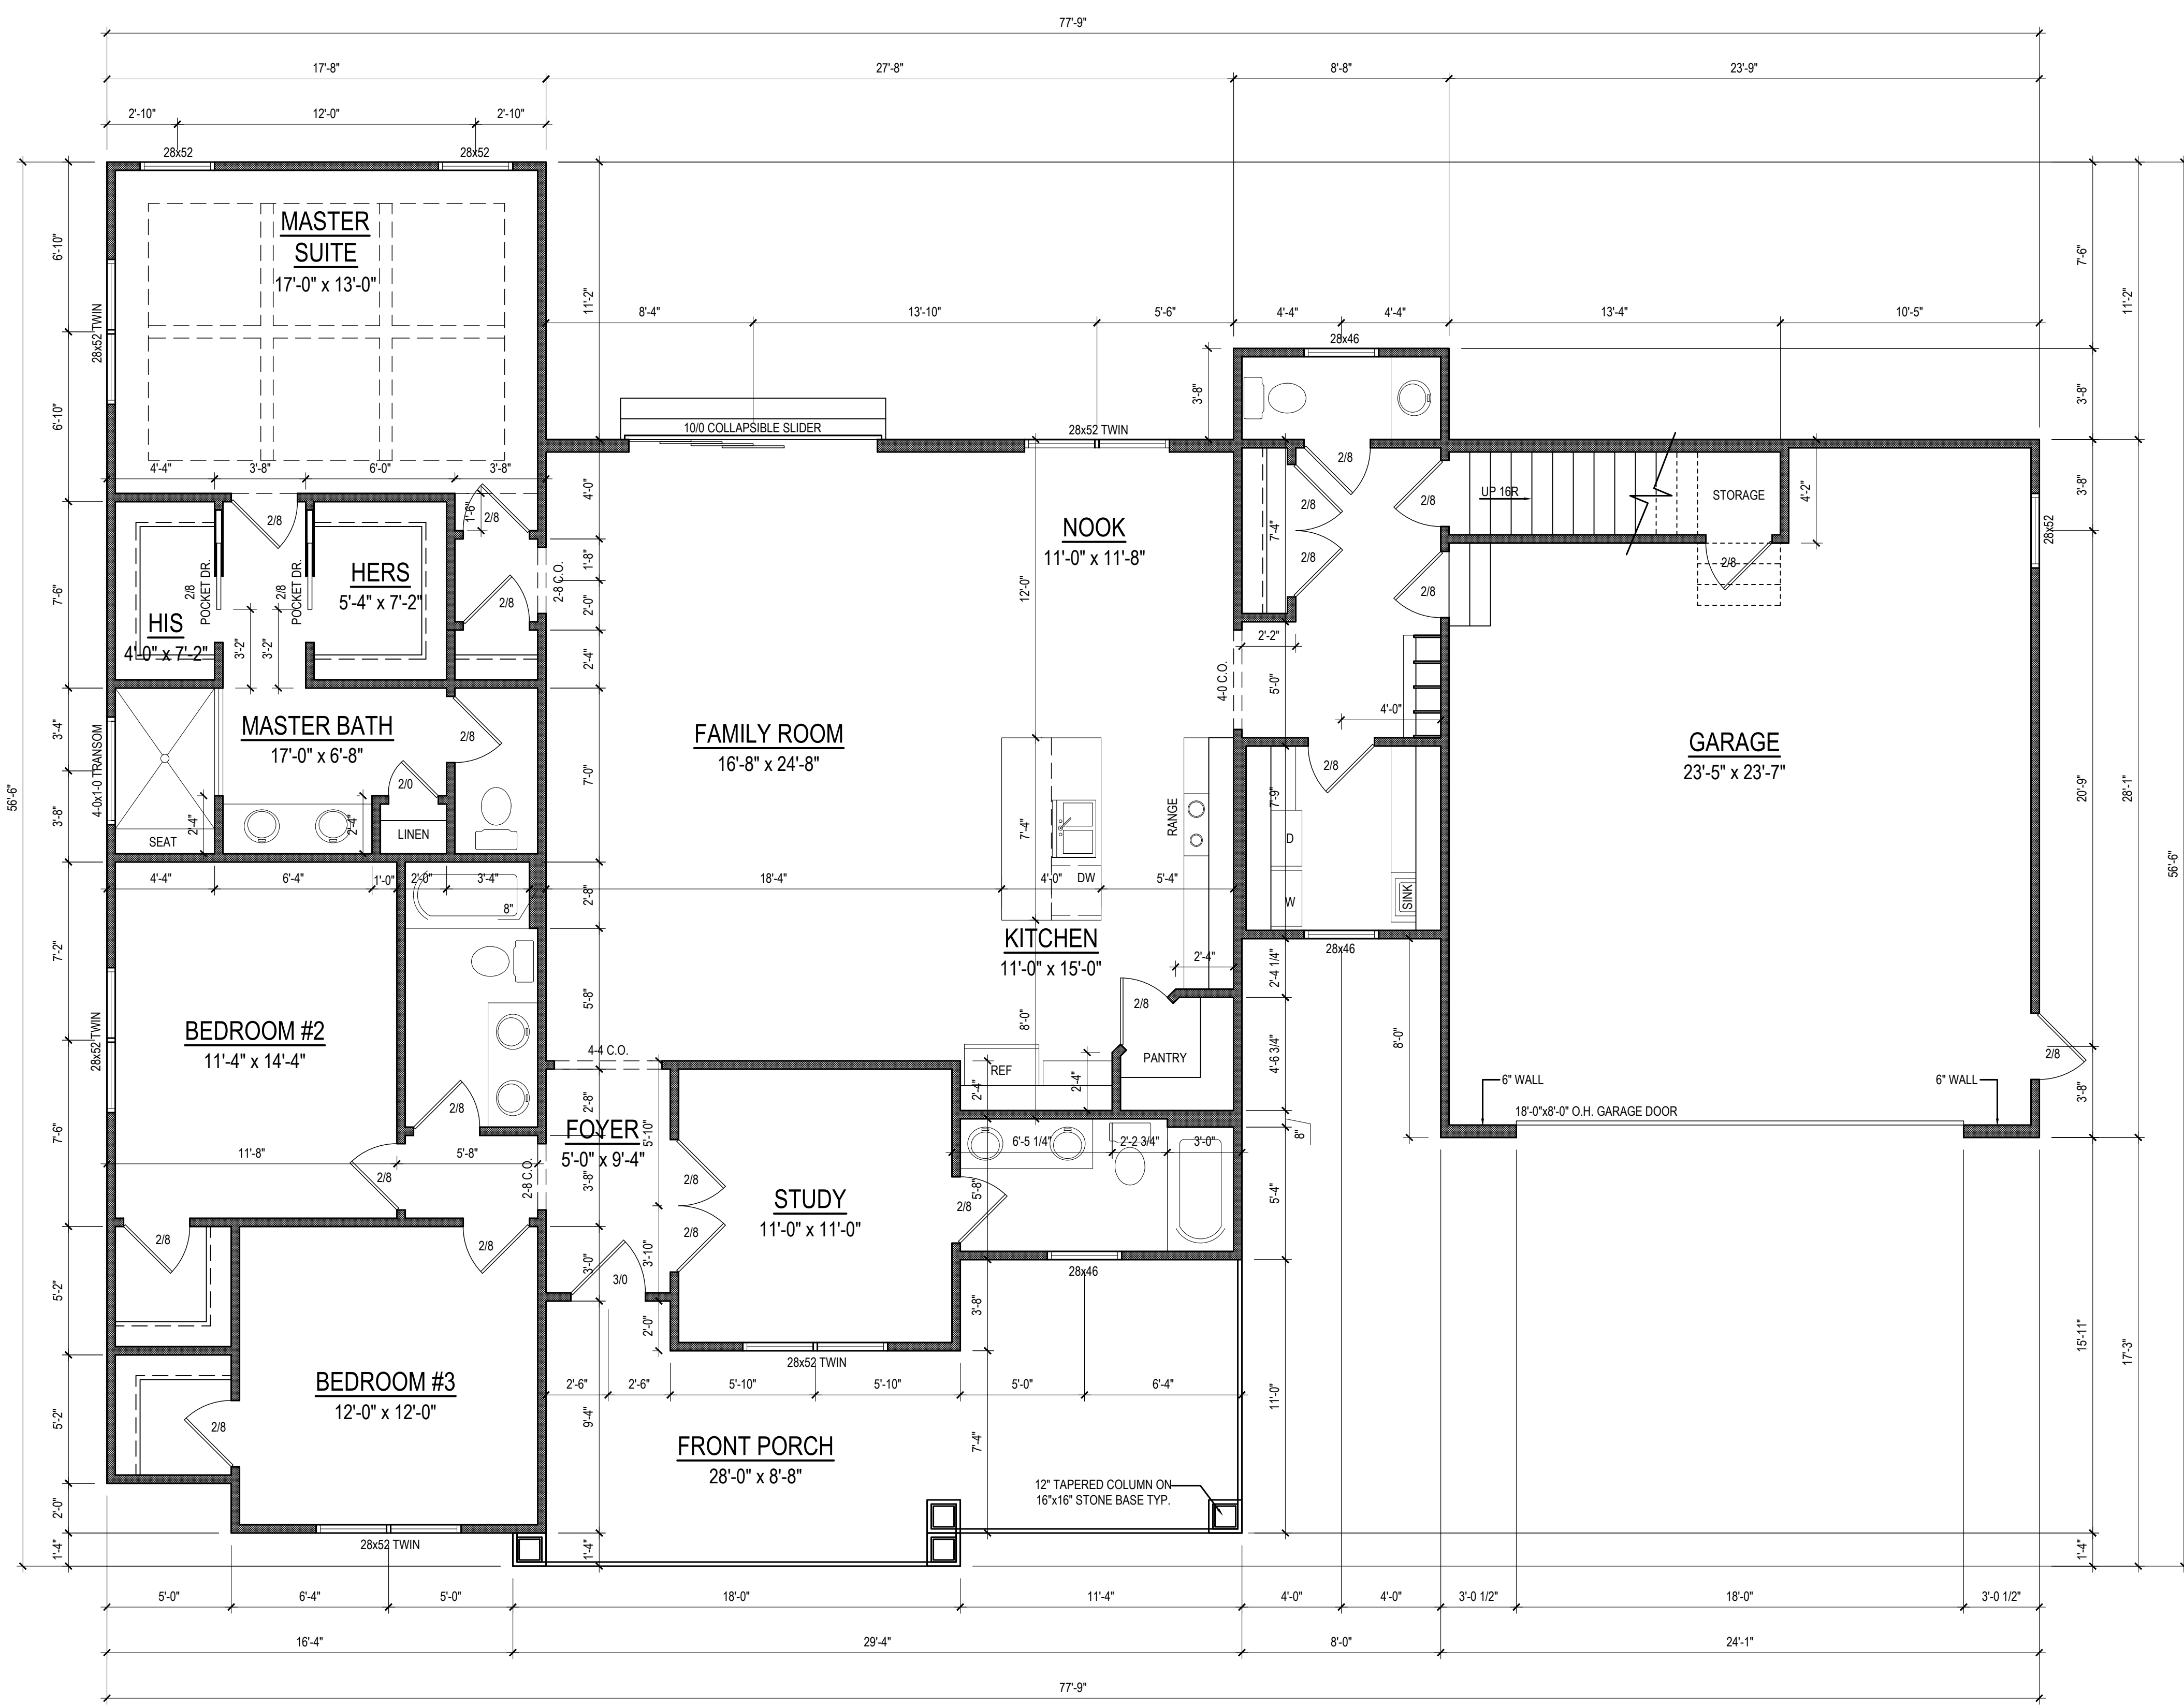 77'-9"
17'-8" 27'-8" 8'-8" 23'-9"
2'-10" 12'-0" 2'-10"
28x52 28x52
MASTER
SUITE
17'-0" x 13'-0"
6'-10"
28x52 TWIN
6'-10"
11'-2"
7'-6"
11'-2"
8'-4" 13'-10" 5'-6" 4'-4" 4'-4" 13'-4" 10'-5"
28x46
3'-8"
3'-8"
10/0 COLLAPSIBLE SLIDER
28x52 TWIN
4'-4" 3'-8" 6'-0" 3'-8"
2/8
1'-6"
2/8
4'-0"
2/8
2/8
2/8
UP 16R
STORAGE
4'-2"
3'-8"
28x52
NOOK
11'-0" x 11'-8"
7'-4"
2/8
2/8
2/8
HERS
5'-4" x 7'-2"
HIS
4'-0" x 7'-2"
2/8
POCKET DR.
2/8
POCKET DR.
7'-6"
3'-2"
3'-2"
2/8
2-8 C.O.
1'-8"
2'-0"
2'-4"
12'-0"
2'-2"
4-0 C.O.
5'-0"
4'-0"
MASTER BATH
17'-0" x 6'-8"
2/8
2/0
LINEN
SEAT
2'-4"
2'-4"
3'-4"
4-0x1-0 TRANSOM
3'-8"
7'-0"
FAMILY ROOM
16'-8" x 24'-8"
GARAGE
23'-5" x 23'-7"
56'-6"
20'-9"
28'-1"
56'-6"
2/8
7'-9"
D
W
SINK
RANGE
7'-4"
4'-4" 6'-4" 1'-0" 2'-0" 3'-4" 18'-4" 4'-0" DW 5'-4"
8"
2'-8"
KITCHEN
11'-0" x 15'-0"
2'-4"
28x46
2'-4 1/4"
7'-2"
5'-8"
8'-0"
8'-0"
BEDROOM #2
11'-4" x 14'-4"
28x52 TWIN
7'-6"
4-4 C.O.
2/8
PANTRY
REF
2'-4"
2'-4"
4'-6 3/4"
2/8
6" WALL 6" WALL
18'-0"x8'-0" O.H. GARAGE DOOR
3'-8"
2/8
2'-8"
FOYER
5'-0" x 9'-4"
5'-10"
3'-8"
11'-8" 5'-8"
2/8
2-8 C.O.
6'-5 1/4" 2'-2 3/4" 3'-0"
8"
2/8
2/8
STUDY
11'-0" x 11'-0"
2/8
5'-8"
5'-4"
2/8
2/8
3'-0"
3/0
3'-10"
2'-0"
28x46
3'-8"
5'-2"
28x52 TWIN
15'-11"
17'-3"
BEDROOM #3
12'-0" x 12'-0"
2/8
5'-2"
2'-6" 2'-6" 5'-10" 5'-10" 5'-0" 6'-4"
9'-4"
11'-0"
7'-4"
FRONT PORCH
28'-0" x 8'-8"
12" TAPERED COLUMN ON
16"x16" STONE BASE TYP.
2'-0"
28x52 TWIN
1'-4"
1'-4"
1'-4"
5'-0" 6'-4" 5'-0" 18'-0" 11'-4" 4'-0" 4'-0" 3'-0 1/2" 18'-0" 3'-0 1/2"
16'-4" 29'-4" 8'-0" 24'-1"
77'-9"